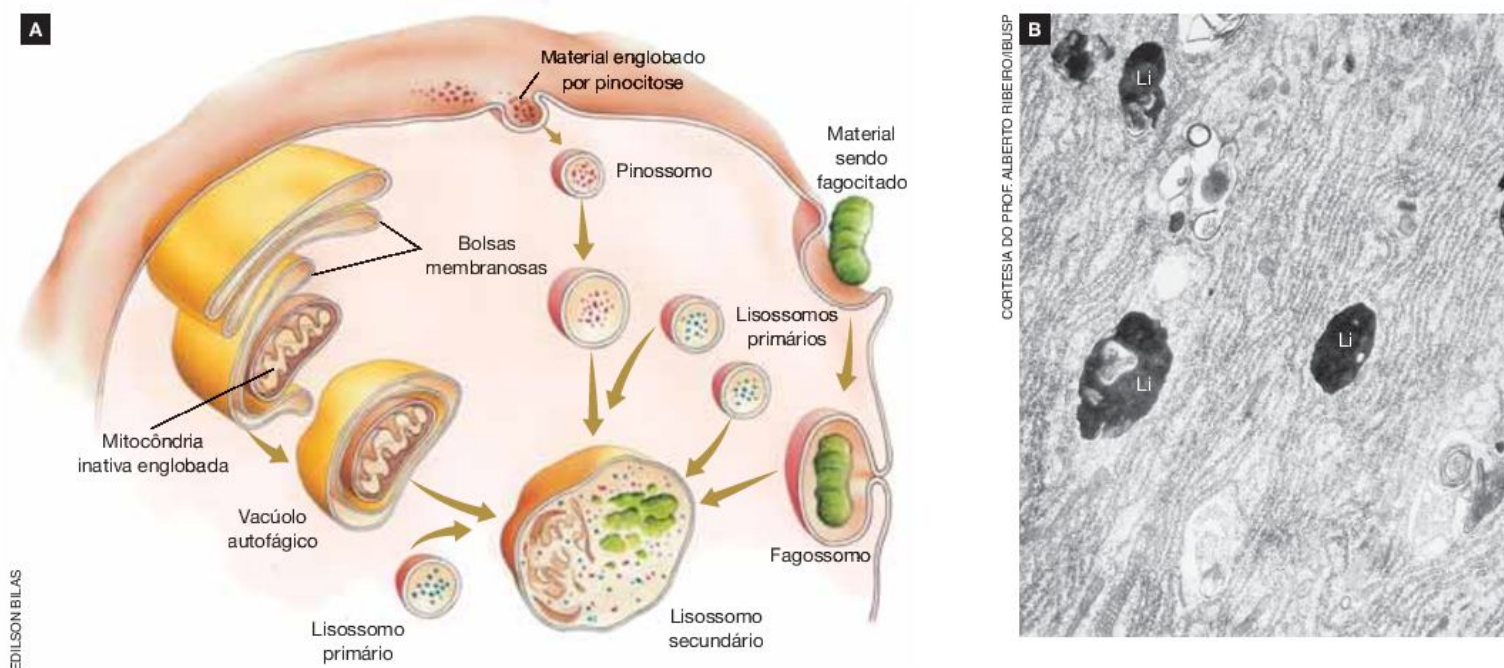 A
Material englobado
por pinocitose
Pinossomo
Material
sendo
fagocitado
Bolsas
membranosas
Lisossomos
primários
Mitocôndria
inativa englobada
Vacúolo
autofágico
Fagossomo
Lisossomo
primário
Lisossomo
secundário
EDILSON BILAS
CORTESIA DO PROF. ALBERTO RIBEIRO/IBUSP
B
Li
Li
Li